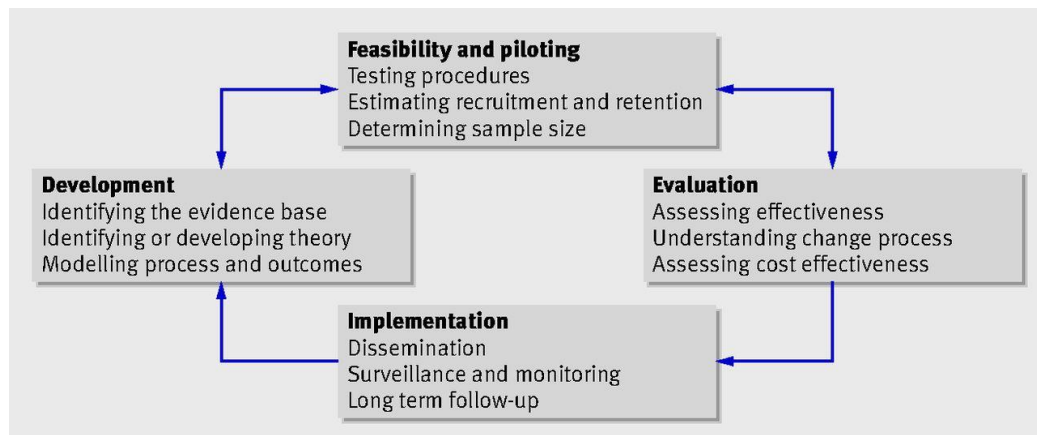 Feasibility and piloting
Testing procedures
Estimating recruitment and retention
Determining sample size
Development
Identifying the evidence base
Identifying or developing theory
Modelling process and outcomes
Evaluation
Assessing effectiveness
Understanding change process
Assessing cost effectiveness
Implementation
Dissemination
Surveillance and monitoring
Long term follow-up